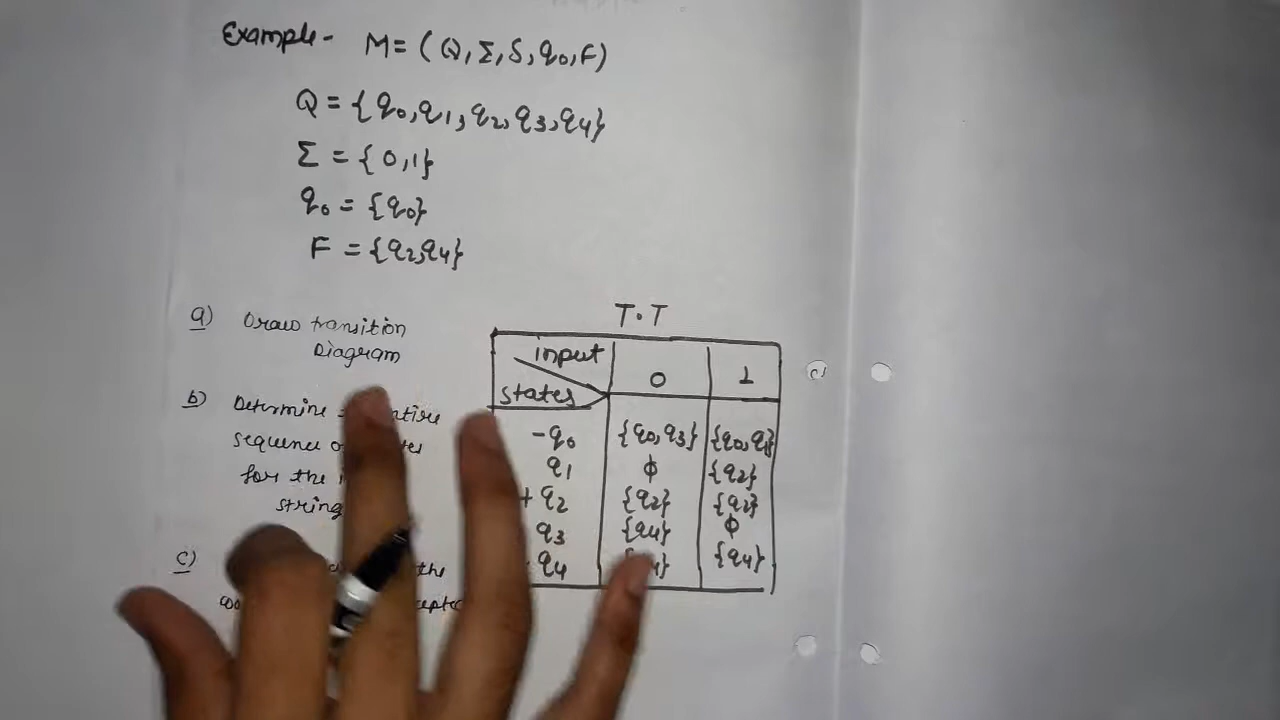 Example - M = ( Q, Σ, S, q0, F)
Q = {q0, q1, q2, q3, q4}
Σ = { 0, 1}
q0 = {q0}
F = {q2, q4}
a) Draw transition
Diagram
b) Determine
sequence
for the
string
c) the
T.T
input
states 0 1
-q0 {q0, q3} {q0, q1}
q1 ϕ {q2}
+ q2 {q2} {q2}
q3 {q4} ϕ
q4 {q4}